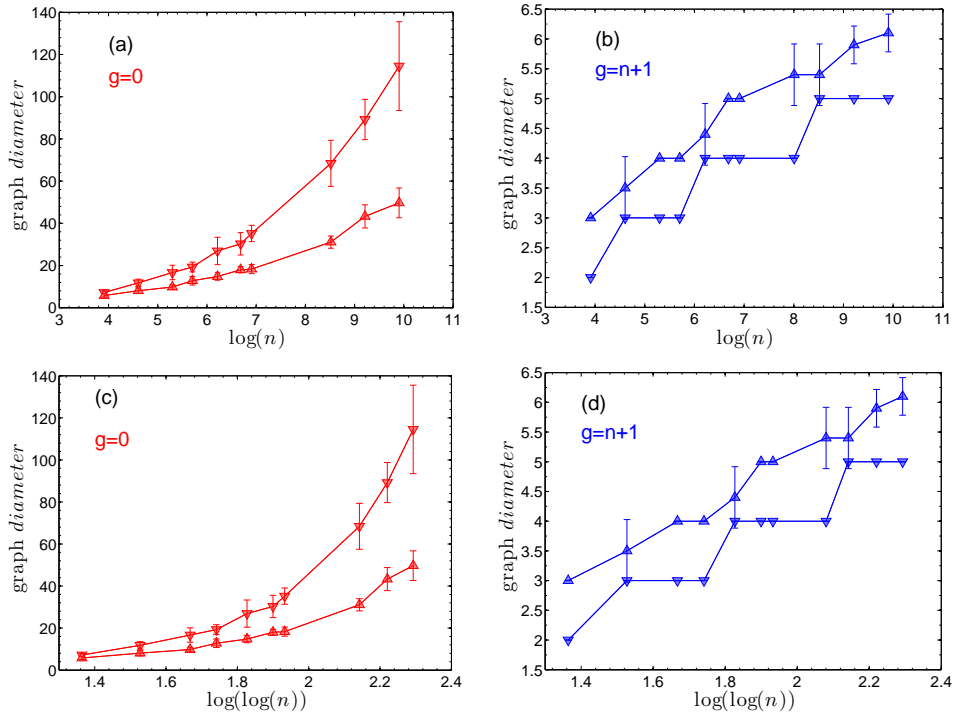 (a)
g=0
graph diameter
140
120
100
80
60
40
20
0
3 4 5 6 7 8 9 10 11
log(n)
(b)
g=n+1
graph diameter
6.5
6
5.5
5
4.5
4
3.5
3
2.5
2
1.5
3 4 5 6 7 8 9 10 11
log(n)
(c)
g=0
graph diameter
140
120
100
80
60
40
20
0
1.4 1.6 1.8 2 2.2 2.4
log(log(n))
(d)
g=n+1
graph diameter
6.5
6
5.5
5
4.5
4
3.5
3
2.5
2
1.5
1.4 1.6 1.8 2 2.2 2.4
log(log(n))